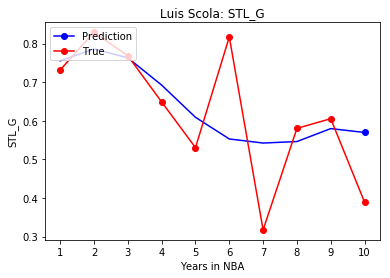 Luis Scola: STL_G
Prediction
True
0.8
0.7
0.6
0.5
0.4
0.3
STL_G
1 2 3 4 5 6 7 8 9 10
Years in NBA